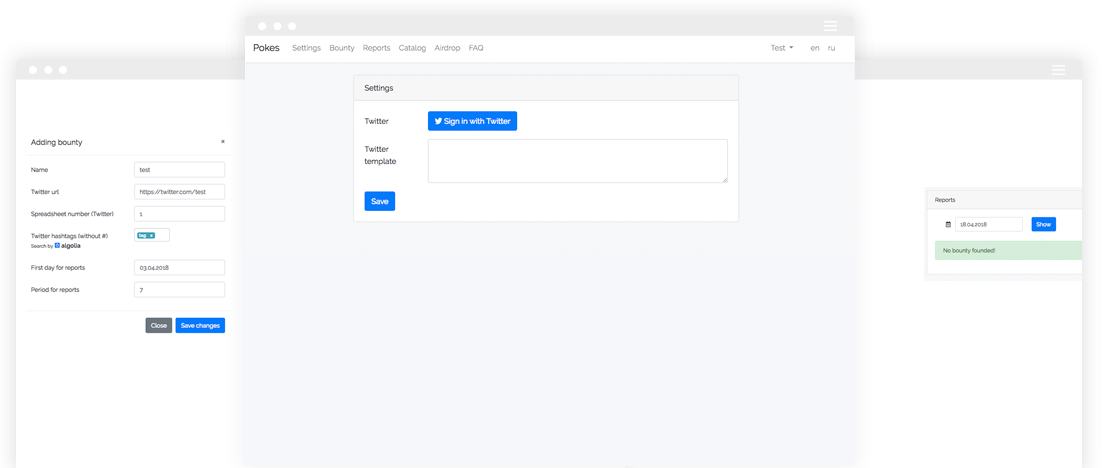 Pokes Settings Bounty Reports Catalog Airdrop FAQ Test en ru
Settings
Twitter Sign in with Twitter
Twitter
template
Save
Adding bounty ×
Name test
Twitter url https://twitter.com/test
Spreadsheet number (Twitter) 1
Twitter hashtags (without #) tag ×
Search by algolia
First day for reports 03.04.2018
Period for reports 7
Close Save changes
Reports
18.04.2018 Show
No bounty founded!